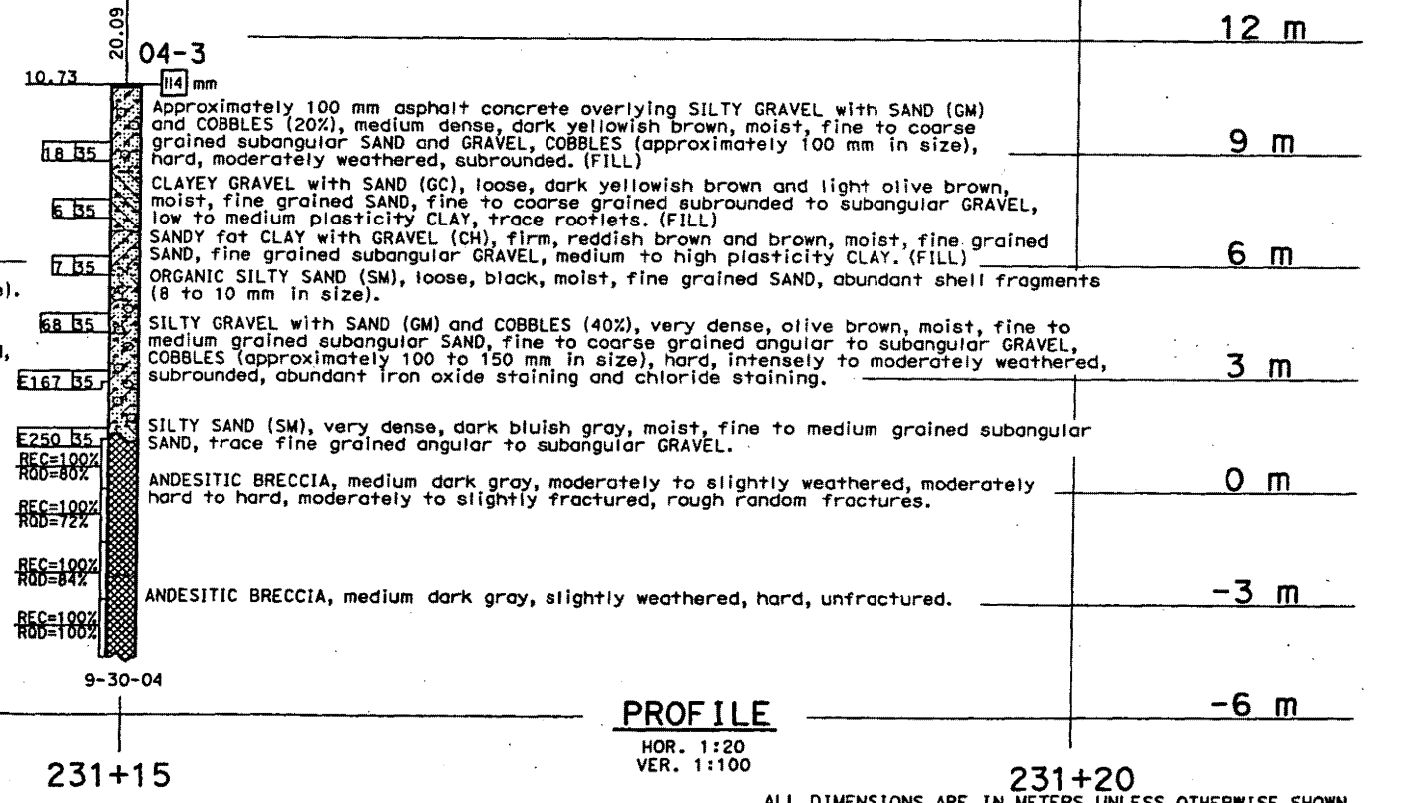 20.09
12 m
04-3
10.73
114 mm
Approximately 100 mm asphalt concrete overlying SILTY GRAVEL with SAND (GM)
and COBBLES (20%), medium dense, dark yellowish brown, moist, fine to coarse
grained subangular SAND and GRAVEL, COBBLES (approximately 100 mm in size),
hard, moderately weathered, subrounded. (FILL)
18 35
9 m
CLAYEY GRAVEL with SAND (GC), loose, dark yellowish brown and light olive brown,
moist, fine grained SAND, fine to coarse grained subrounded to subangular GRAVEL,
low to medium plasticity CLAY, trace rootlets. (FILL)
6 35
SANDY fat CLAY with GRAVEL (CH), firm, reddish brown and brown, moist, fine grained
SAND, fine grained subangular GRAVEL, medium to high plasticity CLAY. (FILL)
6 m
7 35
ORGANIC SILTY SAND (SM), loose, black, moist, fine grained SAND, abundant shell fragments
(8 to 10 mm in size).
).
68 35
SILTY GRAVEL with SAND (GM) and COBBLES (40%), very dense, olive brown, moist, fine to
medium grained subangular SAND, fine to coarse grained angular to subangular GRAVEL,
COBBLES (approximately 100 to 150 mm in size), hard, intensely to moderately weathered,
subrounded, abundant iron oxide staining and chloride staining.
3 m
E167 35
SILTY SAND (SM), very dense, dark bluish gray, moist, fine to medium grained subangular
SAND, trace fine grained angular to subangular GRAVEL.
E250 35
REC=100%
RQD=80%
ANDESITIC BRECCIA, medium dark gray, moderately to slightly weathered, moderately
hard to hard, moderately to slightly fractured, rough random fractures.
0 m
REC=100%
RQD=72%
REC=100%
RQD=84%
ANDESITIC BRECCIA, medium dark gray, slightly weathered, hard, unfractured.
-3 m
REC=100%
RQD=100%
9-30-04
PROFILE
HOR. 1:20
VER. 1:100
-6 m
231+15
231+20
ALL DIMENSIONS ARE IN METERS UNLESS OTHERWISE SHOWN